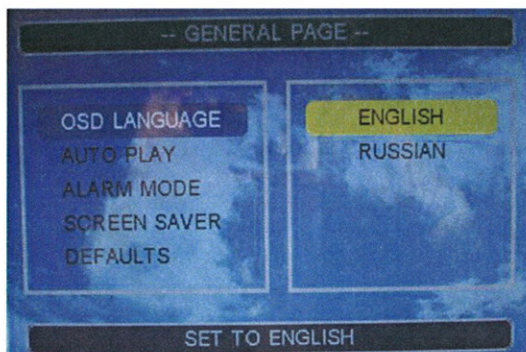 -- GENERAL PAGE --
OSD LANGUAGE
AUTO PLAY
ALARM MODE
SCREEN SAVER
DEFAULTS
ENGLISH
RUSSIAN
SET TO ENGLISH